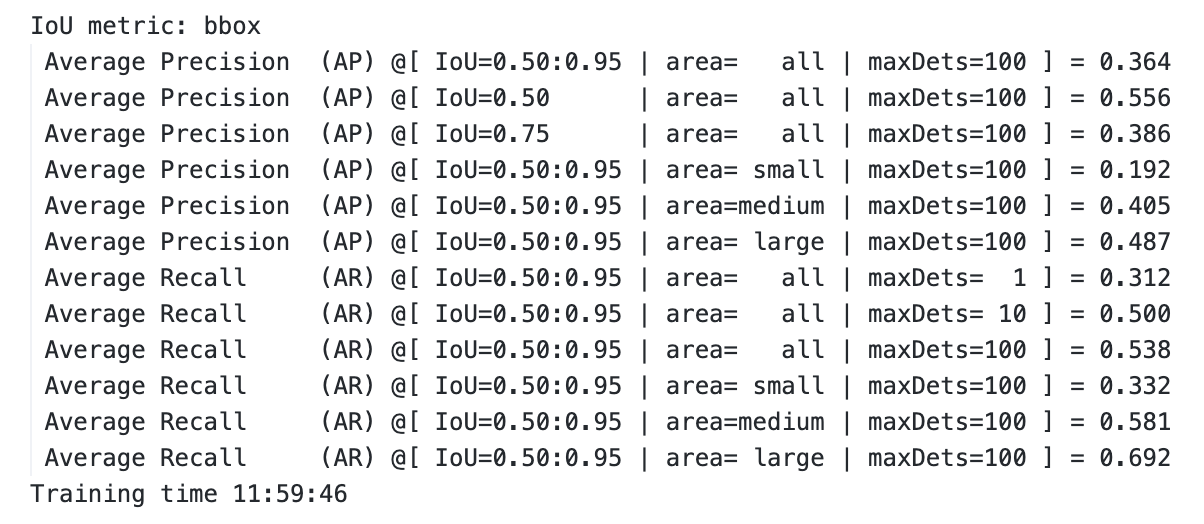 IoU metric: bbox
 Average Precision  (AP) @[ IoU=0.50:0.95 | area=   all | maxDets=100 ] = 0.364
 Average Precision  (AP) @[ IoU=0.50      | area=   all | maxDets=100 ] = 0.556
 Average Precision  (AP) @[ IoU=0.75      | area=   all | maxDets=100 ] = 0.386
 Average Precision  (AP) @[ IoU=0.50:0.95 | area= small | maxDets=100 ] = 0.192
 Average Precision  (AP) @[ IoU=0.50:0.95 | area=medium | maxDets=100 ] = 0.405
 Average Precision  (AP) @[ IoU=0.50:0.95 | area= large | maxDets=100 ] = 0.487
 Average Recall     (AR) @[ IoU=0.50:0.95 | area=   all | maxDets=  1 ] = 0.312
 Average Recall     (AR) @[ IoU=0.50:0.95 | area=   all | maxDets= 10 ] = 0.500
 Average Recall     (AR) @[ IoU=0.50:0.95 | area=   all | maxDets=100 ] = 0.538
 Average Recall     (AR) @[ IoU=0.50:0.95 | area= small | maxDets=100 ] = 0.332
 Average Recall     (AR) @[ IoU=0.50:0.95 | area=medium | maxDets=100 ] = 0.581
 Average Recall     (AR) @[ IoU=0.50:0.95 | area= large | maxDets=100 ] = 0.692
Training time 11:59:46